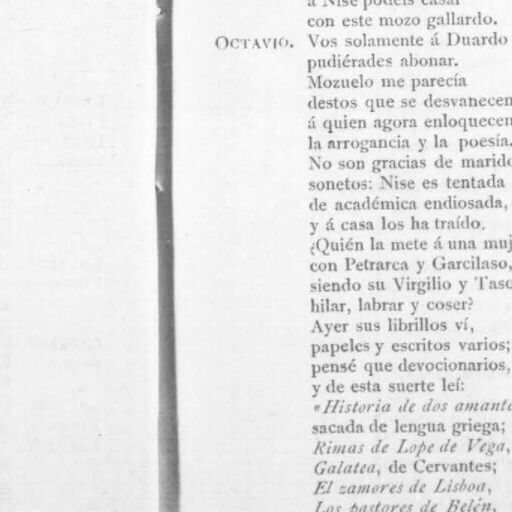 á Nise podéis casar
con este mozo gallardo.
OCTAVIO. Vos solamente á Duardo
pudiérades abonar.
Mozuelo me parecía
destos que se desvanecen
á quien agora enloquecen
la arrogancia y la poesía.
No son gracias de marido
sonetos: Nise es tentada
de académica endiosada,
y á casa los ha traído.
¿Quién la mete á una muj
con Petrarca y Garcilaso,
siendo su Virgilio y Taso
hilar, labrar y coser?
Ayer sus librillos ví,
papeles y escritos varios;
pensé que devocionarios,
y de esta suerte leí:
«Historia de dos amante
sacada de lengua griega;
Rimas de Lope de Vega,
Galatea, de Cervantes;
El zamores de Lisboa,
Los pastores de Belén,